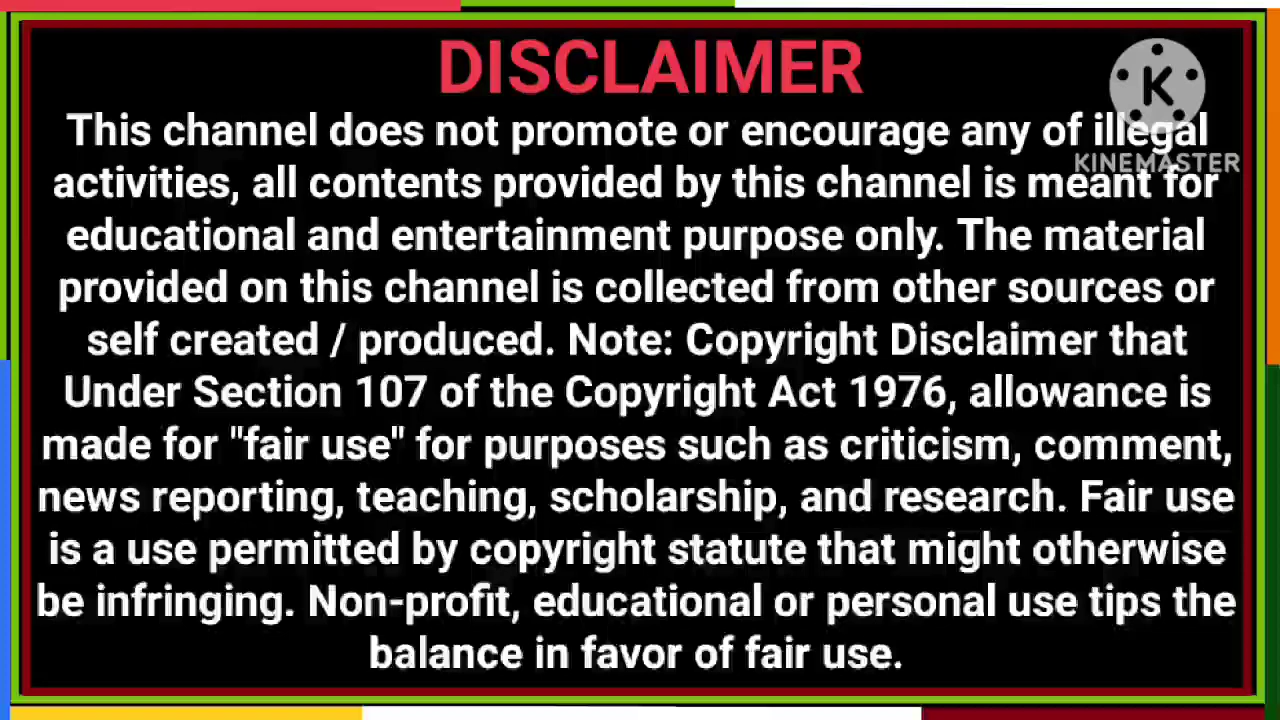 DISCLAIMER
This channel does not promote or encourage any of illegal
activities, all contents provided by this channel is meant for
educational and entertainment purpose only. The material
provided on this channel is collected from other sources or
self created / produced. Note: Copyright Disclaimer that
Under Section 107 of the Copyright Act 1976, allowance is
made for "fair use" for purposes such as criticism, comment,
news reporting, teaching, scholarship, and research. Fair use
is a use permitted by copyright statute that might otherwise
be infringing. Non-profit, educational or personal use tips the
balance in favor of fair use.
K
KINEMASTER